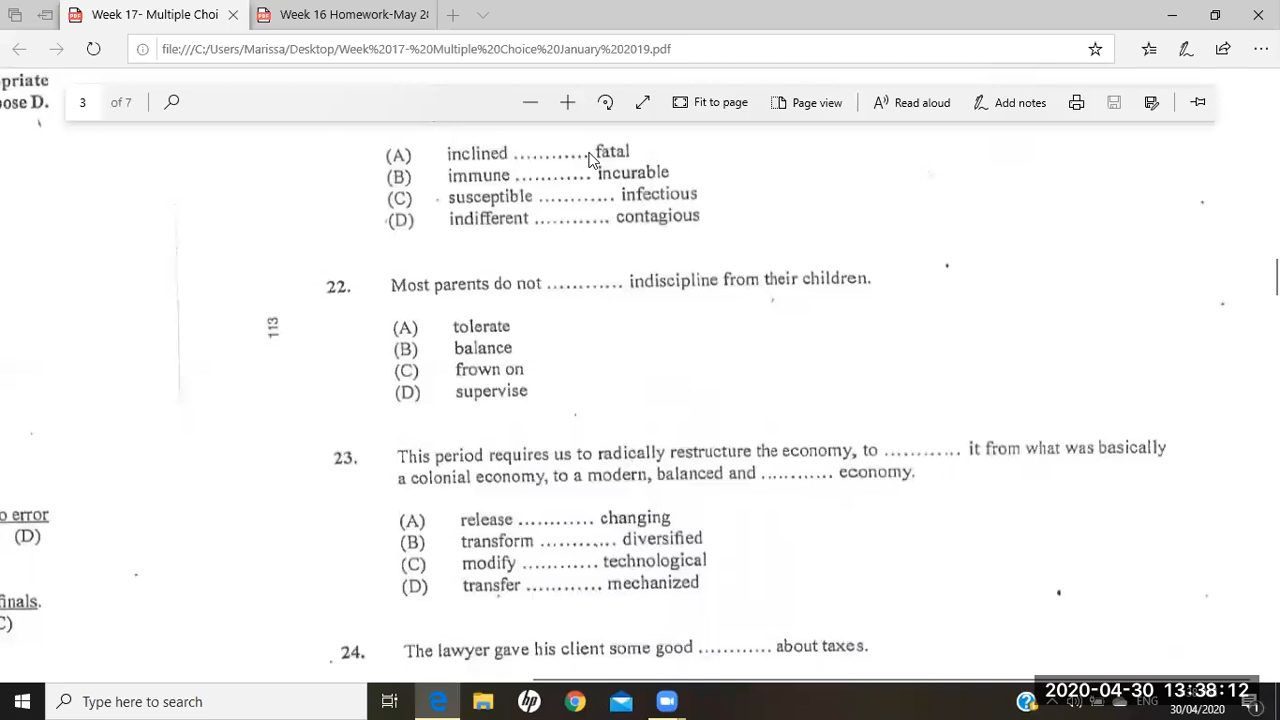 Week 17- Multiple Choi
Week 16 Homework-May 28
file:///C:/Users/Marissa/Desktop/Week%2017-%20Multiple%20Choice%20January%202019.pdf
3 of 7
Fit to page
Page view
Read aloud
Add notes
priate
ose D.
(A) inclined ............ fatal
(B) immune ............ incurable
(C) susceptible ............ infectious
(D) indifferent ............ contagious
22. Most parents do not ............ indiscipline from their children.
(A) tolerate
(B) balance
(C) frown on
(D) supervise
113
23. This period requires us to radically restructure the economy, to ............ it from what was basically
a colonial economy, to a modern, balanced and ............ economy.
(A) release ............ changing
(B) transform ............ diversified
(C) modify ............ technological
(D) transfer ............ mechanized
o error
(D)
finals.
C)
24. The lawyer gave his client some good ............ about taxes.
Type here to search
ENG
2020-04-30 13:38:12
30/04/2020